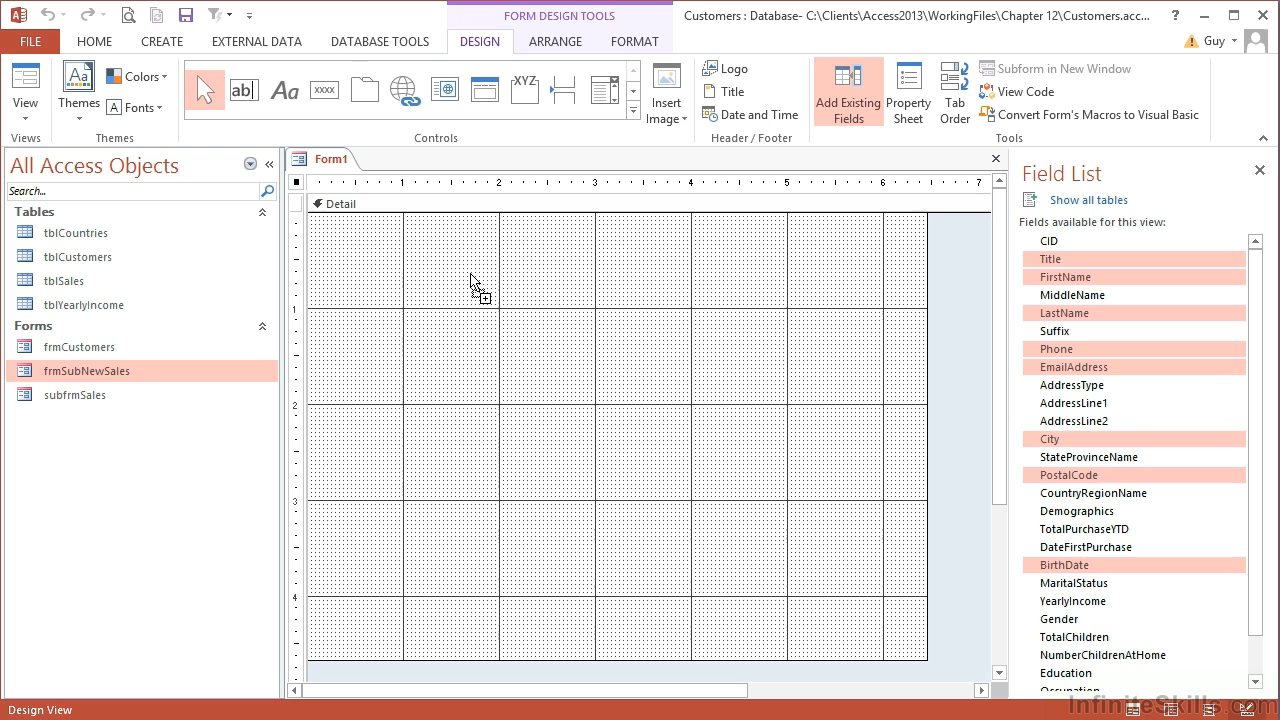 FORM DESIGN TOOLS
Customers : Database- C:\Clients\Access2013\WorkingFiles\Chapter 12\Customers.acc...
FILE HOME CREATE EXTERNAL DATA DATABASE TOOLS DESIGN ARRANGE FORMAT Guy
View
Views
Themes
Colors
Fonts
Themes
ab|
Aa
xxxx
XYZ
Controls
Insert
Image
Logo
Title
Date and Time
Header / Footer
Add Existing
Fields
Property
Sheet
Tab
Order
Subform in New Window
View Code
Convert Form's Macros to Visual Basic
Tools
All Access Objects
Search...
Tables
tblCountries
tblCustomers
tblSales
tblYearlyIncome
Forms
frmCustomers
frmSubNewSales
subfrmSales
Form1
1 2 3 4 5 6 7
Detail
1
2
3
4
Field List
Show all tables
Fields available for this view:
CID
Title
FirstName
MiddleName
LastName
Suffix
Phone
EmailAddress
AddressType
AddressLine1
AddressLine2
City
StateProvinceName
PostalCode
CountryRegionName
Demographics
TotalPurchaseYTD
DateFirstPurchase
BirthDate
MaritalStatus
YearlyIncome
Gender
TotalChildren
NumberChildrenAtHome
Education
Occupation
Design View
InfiniteSkills.com